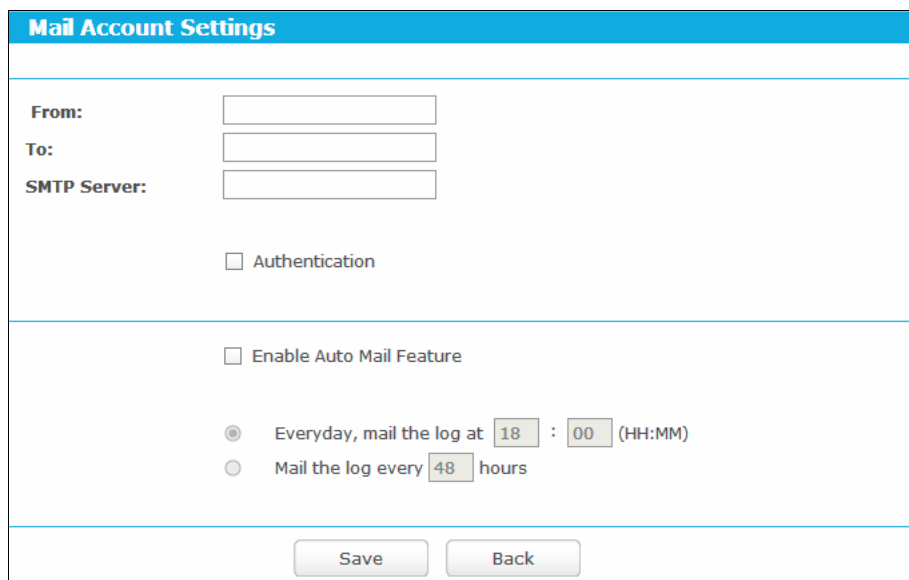 Mail Account Settings
From:
To:
SMTP Server:
Authentication
Enable Auto Mail Feature
Everyday, mail the log at 18 : 00 (HH:MM)
Mail the log every 48 hours
Save Back